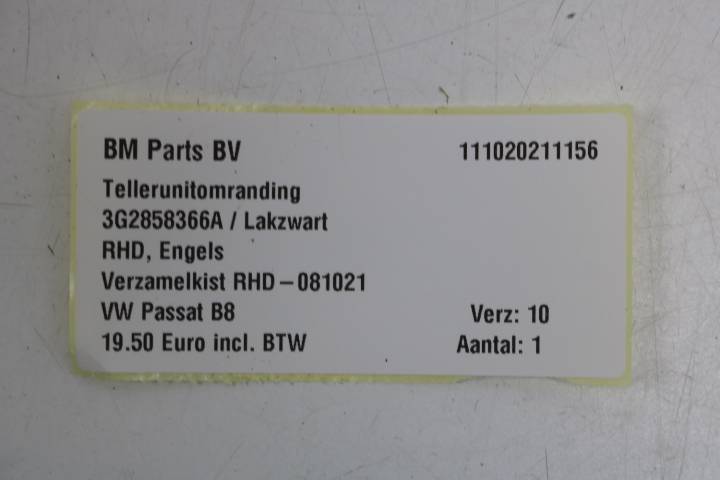 BM Parts BV 111020211156
Tellerunitomranding
3G2858366A / Lakzwart
RHD, Engels
Verzamelkist RHD-081021
VW Passat B8 Verz: 10
19.50 Euro incl. BTW Aantal: 1